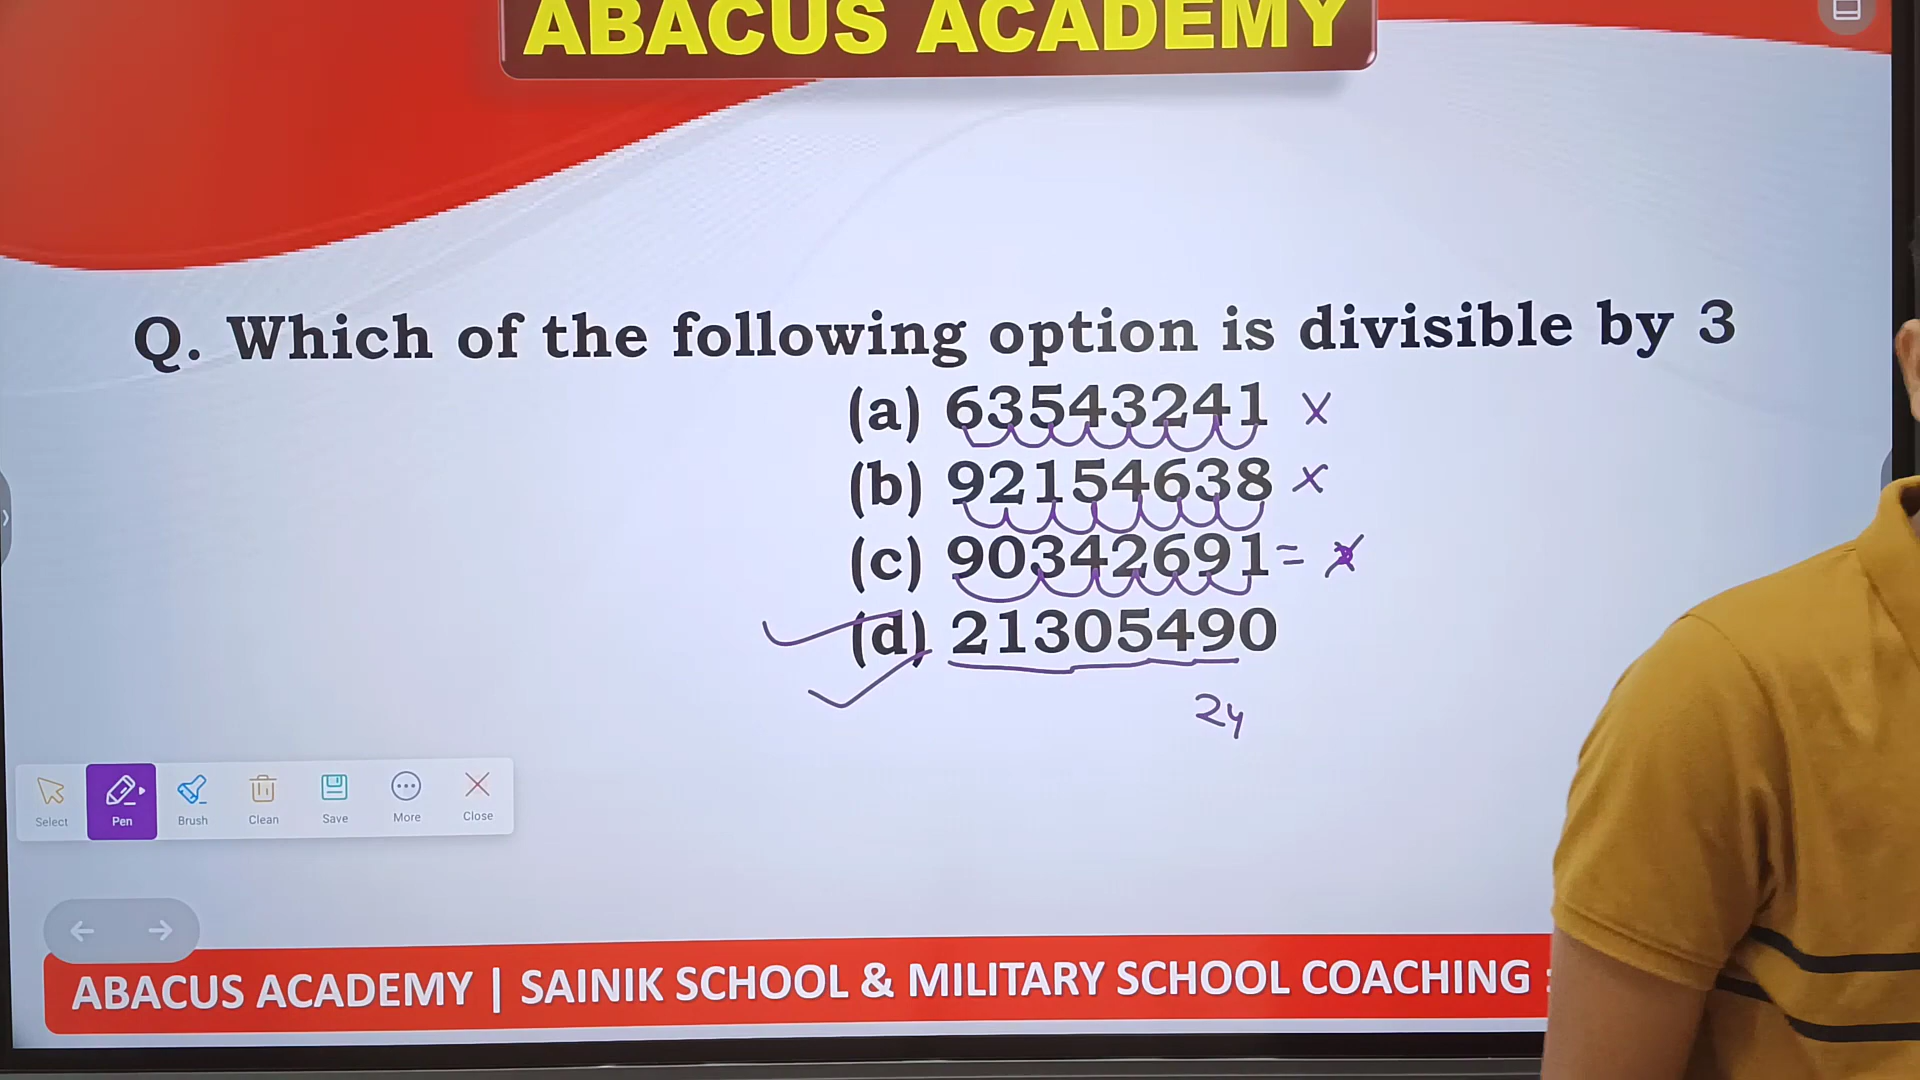 ABACUS ACADEMY
Q. Which of the following option is divisible by 3
(a) 63543241 x
(b) 92154638 x
(c) 90342691 = x
(d) 21305490
24
Select Pen Brush Clean Save More Close
ABACUS ACADEMY | SAINIK SCHOOL & MILITARY SCHOOL COACHING :